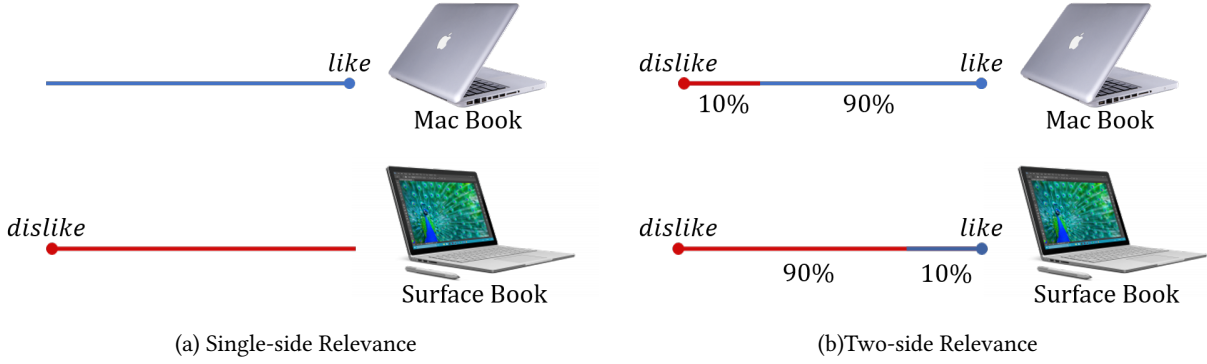 like
Mac Book
dislike
Surface Book
(a) Single-side Relevance
dislike
like
10%
90%
Mac Book
dislike
like
90%
10%
Surface Book
(b)Two-side Relevance